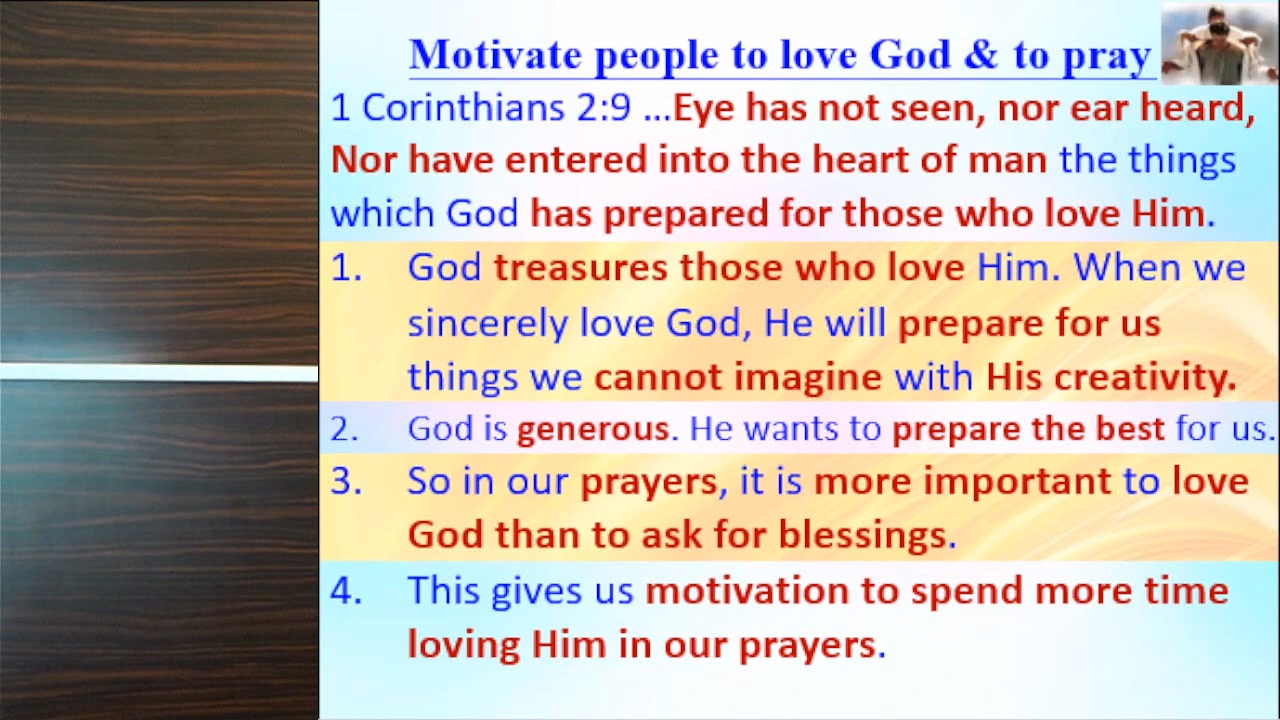 Motivate people to love God & to pray
1 Corinthians 2:9 ...Eye has not seen, nor ear heard,
Nor have entered into the heart of man the things
which God has prepared for those who love Him.
1. God treasures those who love Him. When we
sincerely love God, He will prepare for us
things we cannot imagine with His creativity.
2. God is generous. He wants to prepare the best for us.
3. So in our prayers, it is more important to love
God than to ask for blessings.
4. This gives us motivation to spend more time
loving Him in our prayers.